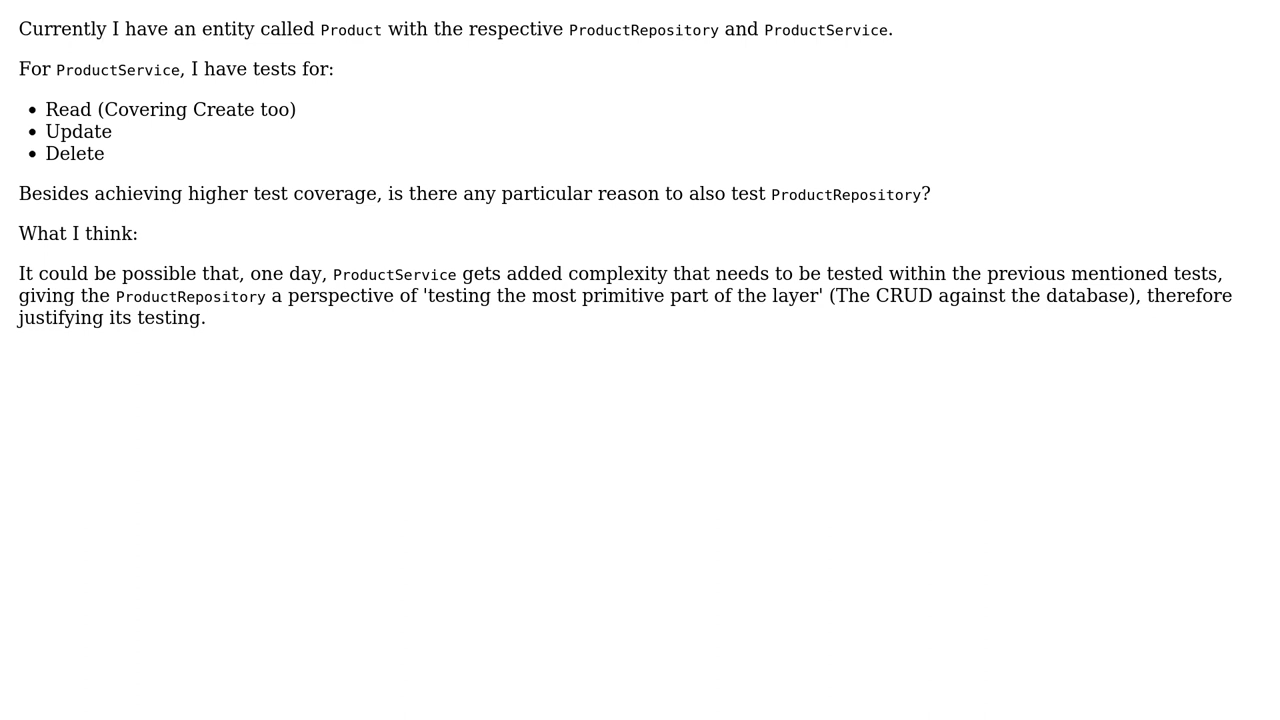 Currently I have an entity called Product with the respective ProductRepository and ProductService.
For ProductService, I have tests for:
• Read (Covering Create too)
• Update
• Delete
Besides achieving higher test coverage, is there any particular reason to also test ProductRepository?
What I think:
It could be possible that, one day, ProductService gets added complexity that needs to be tested within the previous mentioned tests,
giving the ProductRepository a perspective of 'testing the most primitive part of the layer' (The CRUD against the database), therefore
justifying its testing.